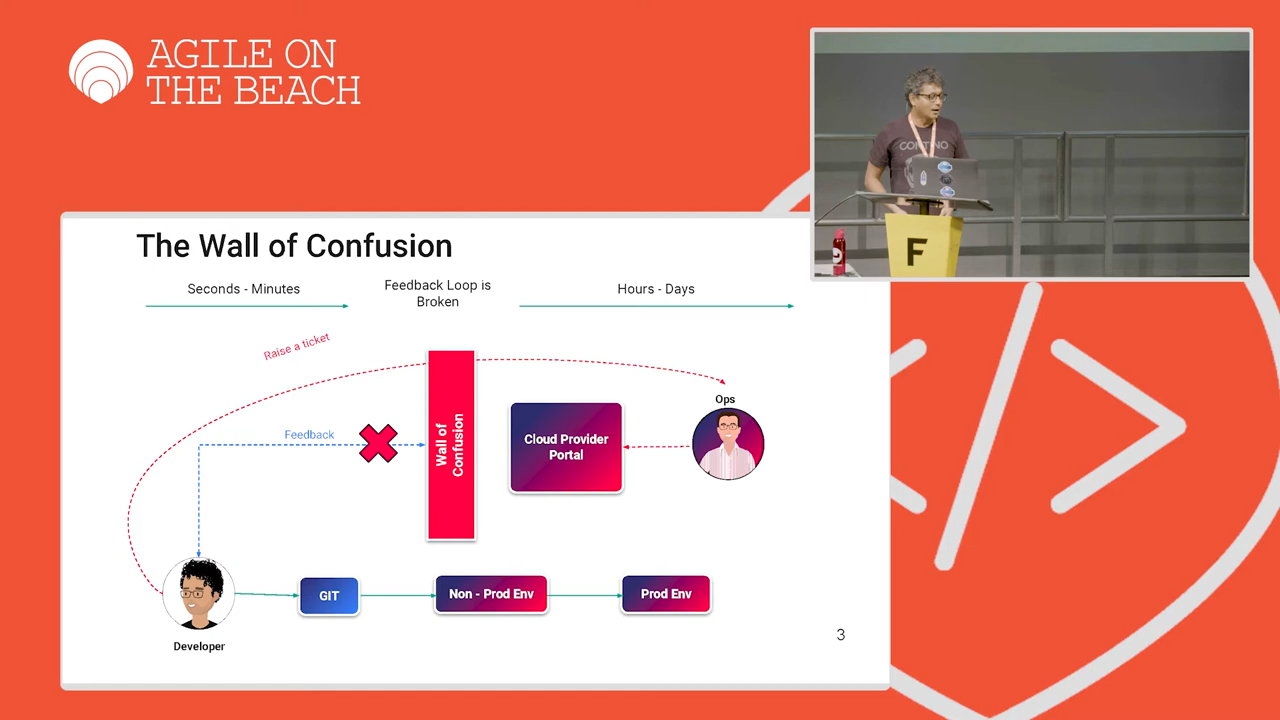 AGILE ON
THE BEACH
CONTINO
F
The Wall of Confusion
Seconds - Minutes
Feedback Loop is
Broken
Hours - Days
Raise a ticket
Ops
Feedback
Wall of
Confusion
Cloud Provider
Portal
GIT
Non - Prod Env
Prod Env
Developer
3